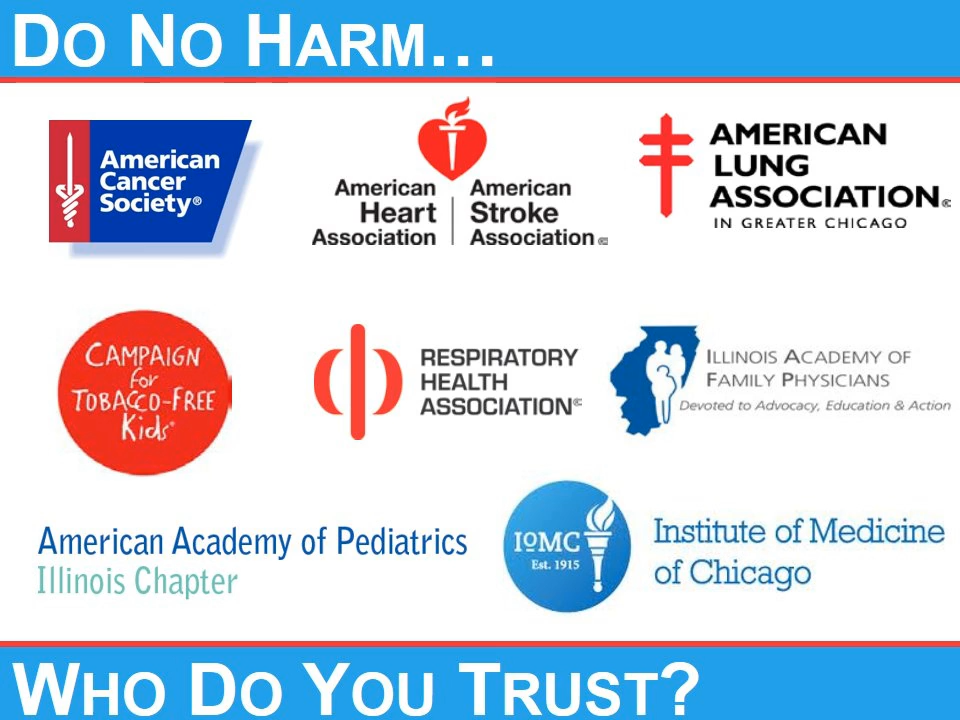 DO NO HARM...
American
Cancer
Society®
American
Heart
Association
American
Stroke
Association®
AMERICAN
LUNG
ASSOCIATION®
IN GREATER CHICAGO
CAMPAIGN
for
TOBACCO-FREE
Kids®
RESPIRATORY
HEALTH
ASSOCIATION®
ILLINOIS ACADEMY OF
FAMILY PHYSICIANS
Devoted to Advocacy, Education & Action
American Academy of Pediatrics
Illinois Chapter
IOMC
Est. 1915
Institute of Medicine
of Chicago
WHO DO YOU TRUST?